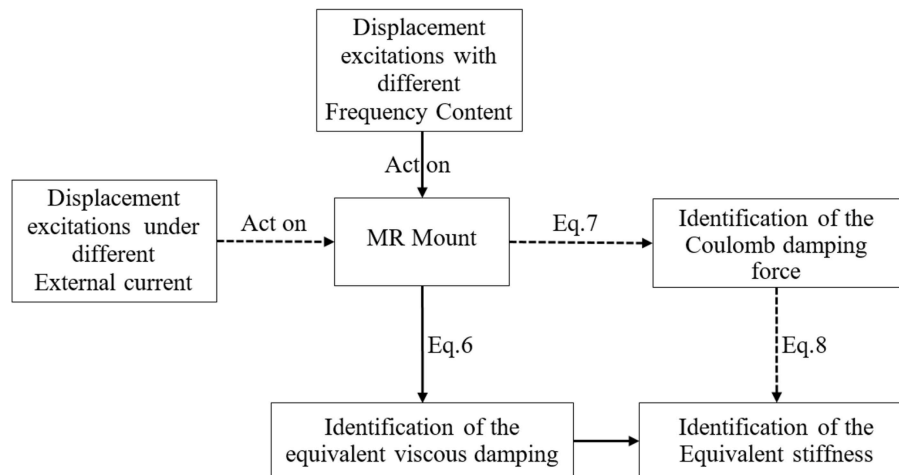 Displacement
excitations with
different
Frequency Content
Act on
Displacement
excitations under
different
External current
Act on
MR Mount
Eq.7
Identification of the
Coulomb damping
force
Eq.6
Eq.8
Identification of the
equivalent viscous damping
Identification of the
Equivalent stiffness